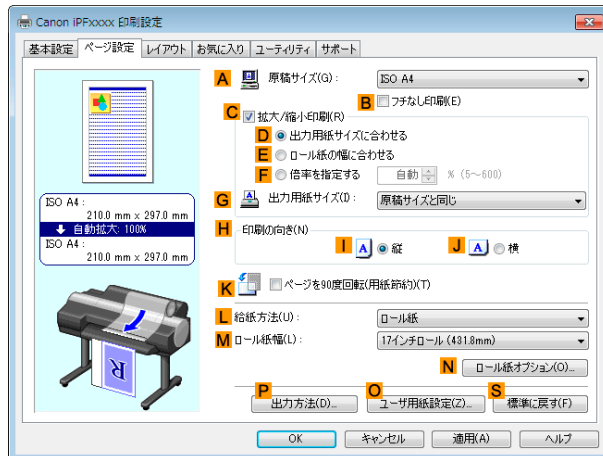 Canon iPFxxxx 印刷設定
基本設定 ページ設定 レイアウト お気に入り ユーティリティ サポート
A 原稿サイズ(G): ISO A4
B フチなし印刷(E)
C 拡大/縮小印刷(R)
D 出力用紙サイズに合わせる
E ロール紙の幅に合わせる
F 倍率を指定する 自動 % (5～600)
G 出力用紙サイズ(I): 原稿サイズと同じ
ISO A4 :
210.0 mm x 297.0 mm
自動拡大: 100%
ISO A4 :
210.0 mm x 297.0 mm
H 印刷の向き(N)
I A 縦 J A 横
K ページを90度回転(用紙節約)(T)
L 給紙方法(U): ロール紙
M ロール紙幅(L): 17インチロール (431.8mm)
R
N ロール紙オプション(O)...
P 出力方法(D)... O ユーザ用紙設定(Z)... S 標準に戻す(F)
OK キャンセル 適用(A) ヘルプ